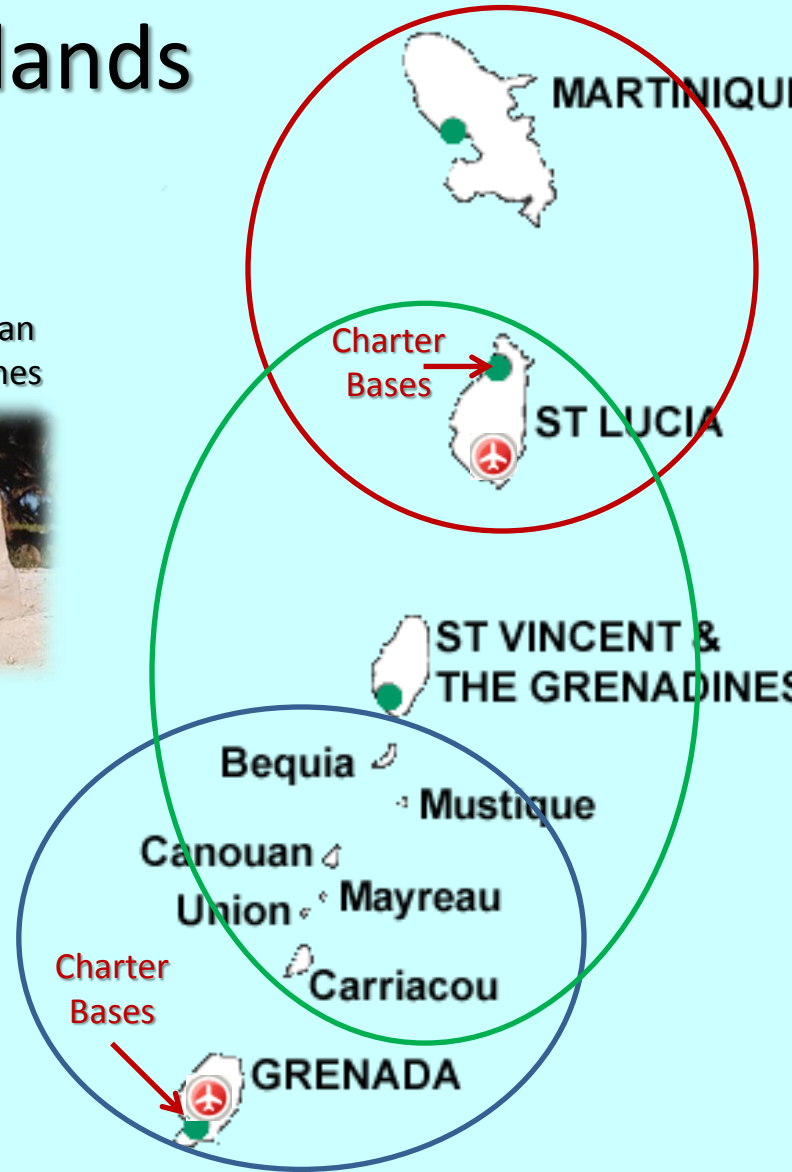 lands
MARTINIQUE
an
nes
Charter
Bases
ST LUCIA
ST VINCENT &
THE GRENADINES
Bequia
Mustique
Canouan
Mayreau
Union
Carriacou
Charter
Bases
GRENADA